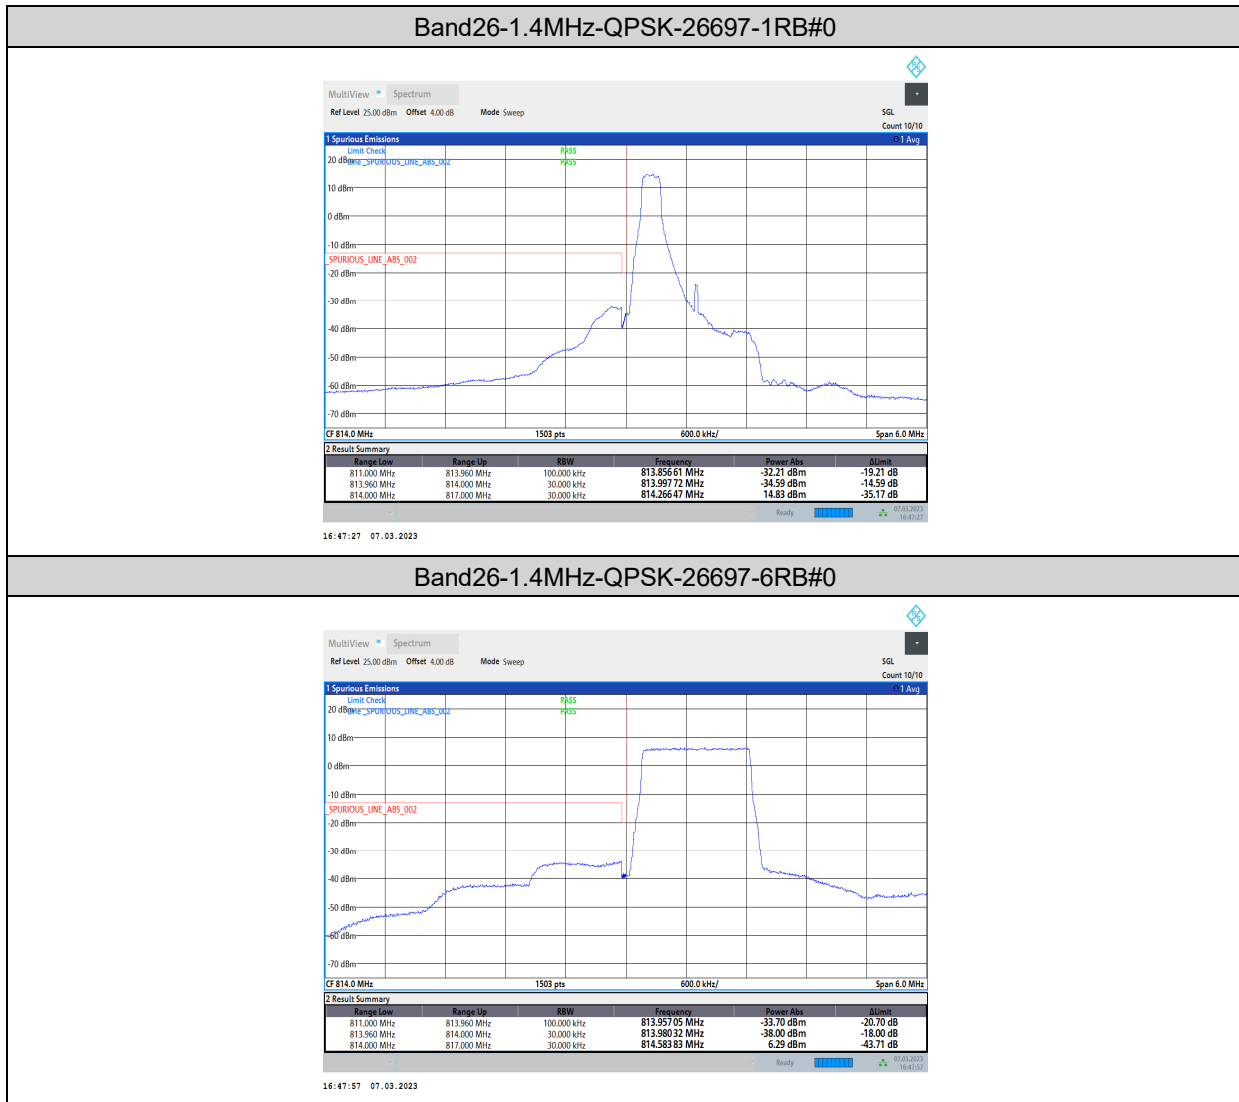 Band26-1.4MHz-QPSK-26697-1RB#0
MultiView Spectrum
Ref Level 25.00 dBm Offset 4.00 dB Mode Sweep SGL
Count 10/10
1 Spurious Emissions 1 Avg
Limit Check PASS
20 dBm Line _SPURIOUS_LINE_ABS_002 PASS
10 dBm
0 dBm
-10 dBm
_SPURIOUS_LINE_ABS_002
-20 dBm
-30 dBm
-40 dBm
-50 dBm
-60 dBm
-70 dBm
CF 814.0 MHz 1503 pts 600.0 kHz/ Span 6.0 MHz
2 Result Summary
Range Low Range Up RBW Frequency Power Abs ΔLimit
811.000 MHz 813.960 MHz 100.000 kHz 813.85661 MHz -32.21 dBm -19.21 dB
813.960 MHz 814.000 MHz 30.000 kHz 813.99772 MHz -34.59 dBm -14.59 dB
814.000 MHz 817.000 MHz 30.000 kHz 814.26647 MHz 14.83 dBm -35.17 dB
Ready 07.03.2023
16:47:27
16:47:27 07.03.2023
Band26-1.4MHz-QPSK-26697-6RB#0
MultiView Spectrum
Ref Level 25.00 dBm Offset 4.00 dB Mode Sweep SGL
Count 10/10
1 Spurious Emissions 1 Avg
Limit Check PASS
20 dBm Line _SPURIOUS_LINE_ABS_002 PASS
10 dBm
0 dBm
-10 dBm
_SPURIOUS_LINE_ABS_002
-20 dBm
-30 dBm
-40 dBm
-50 dBm
-60 dBm
-70 dBm
CF 814.0 MHz 1503 pts 600.0 kHz/ Span 6.0 MHz
2 Result Summary
Range Low Range Up RBW Frequency Power Abs ΔLimit
811.000 MHz 813.960 MHz 100.000 kHz 813.95705 MHz -33.70 dBm -20.70 dB
813.960 MHz 814.000 MHz 30.000 kHz 813.98032 MHz -38.00 dBm -18.00 dB
814.000 MHz 817.000 MHz 30.000 kHz 814.58383 MHz 6.29 dBm -43.71 dB
Ready 07.03.2023
16:47:57
16:47:57 07.03.2023